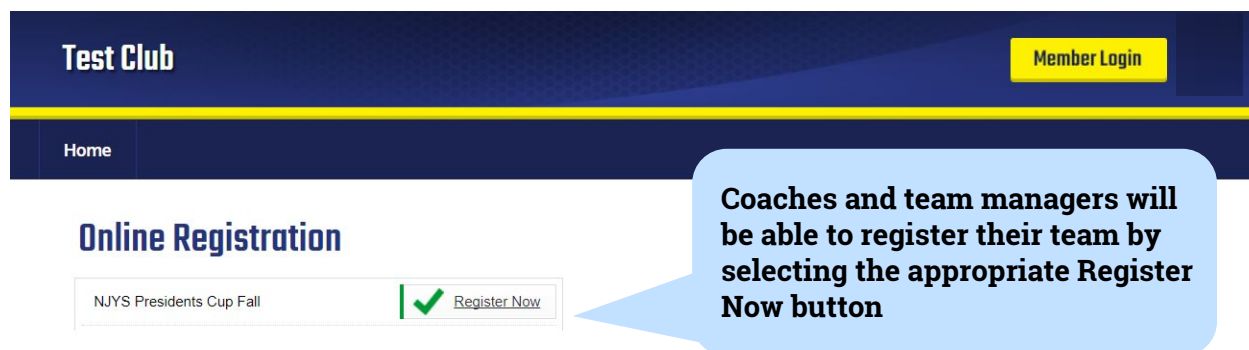 Test Club
Member Login
Home
Online Registration
NJYS Presidents Cup Fall
Register Now
Coaches and team managers will
be able to register their team by
selecting the appropriate Register
Now button